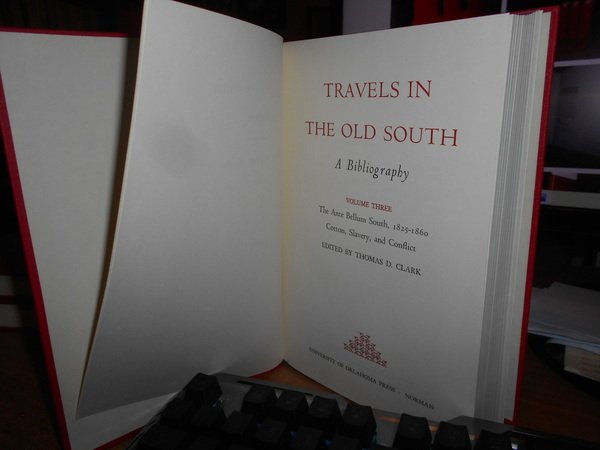 TRAVELS IN
THE OLD SOUTH
A Bibliography
VOLUME THREE
The Ante Bellum South, 1825-1860
Cotton, Slavery, and Conflict
EDITED BY THOMAS D. CLARK
UNIVERSITY OF OKLAHOMA PRESS · NORMAN